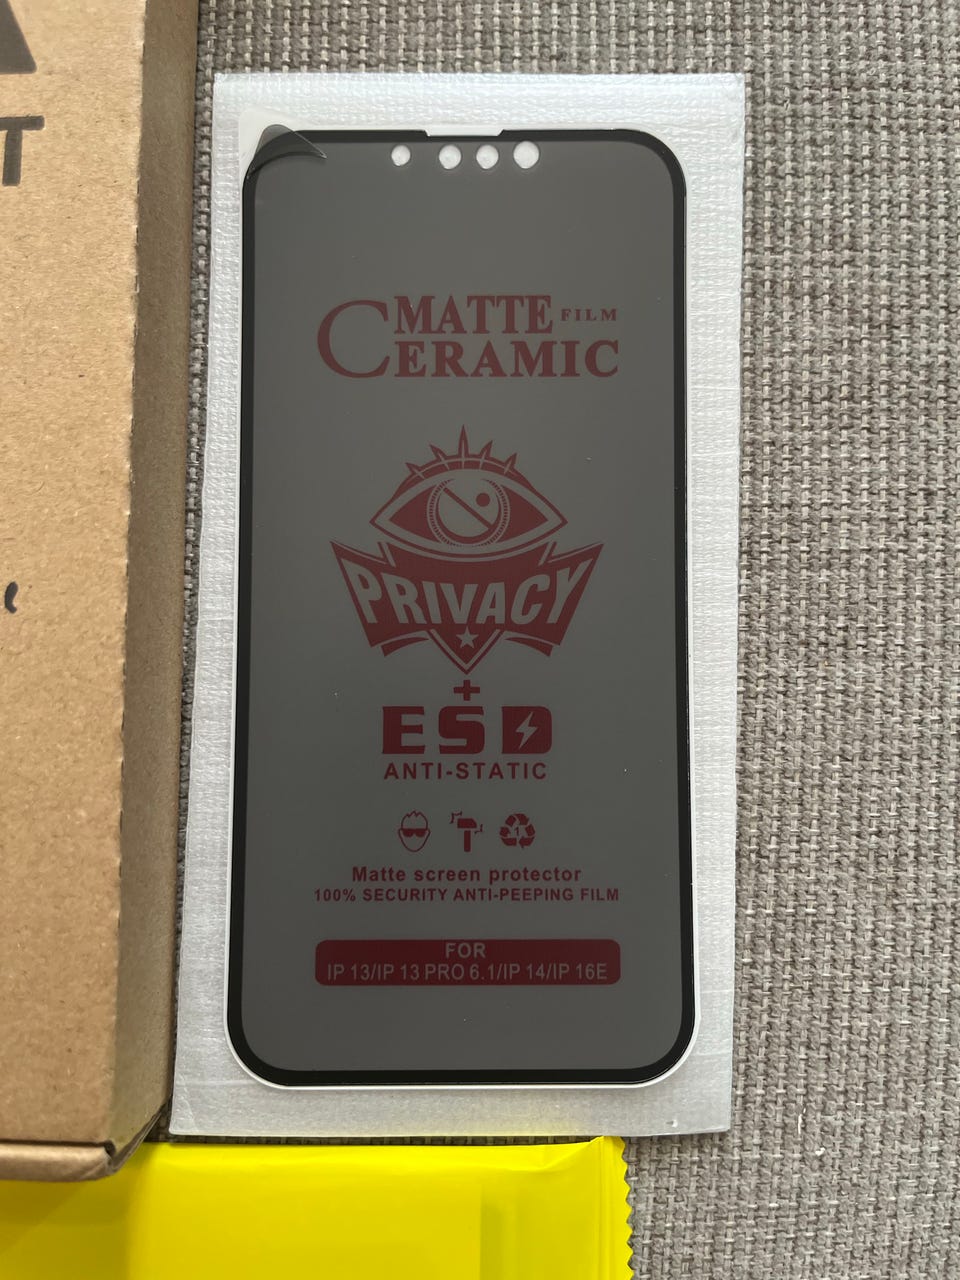 MATTE FILM
CERAMIC
PRIVACY
+
ESD
ANTI-STATIC
1
Matte screen protector
100% SECURITY ANTI-PEEPING FILM
FOR
IP 13/IP 13 PRO 6.1/IP 14/IP 16E
T